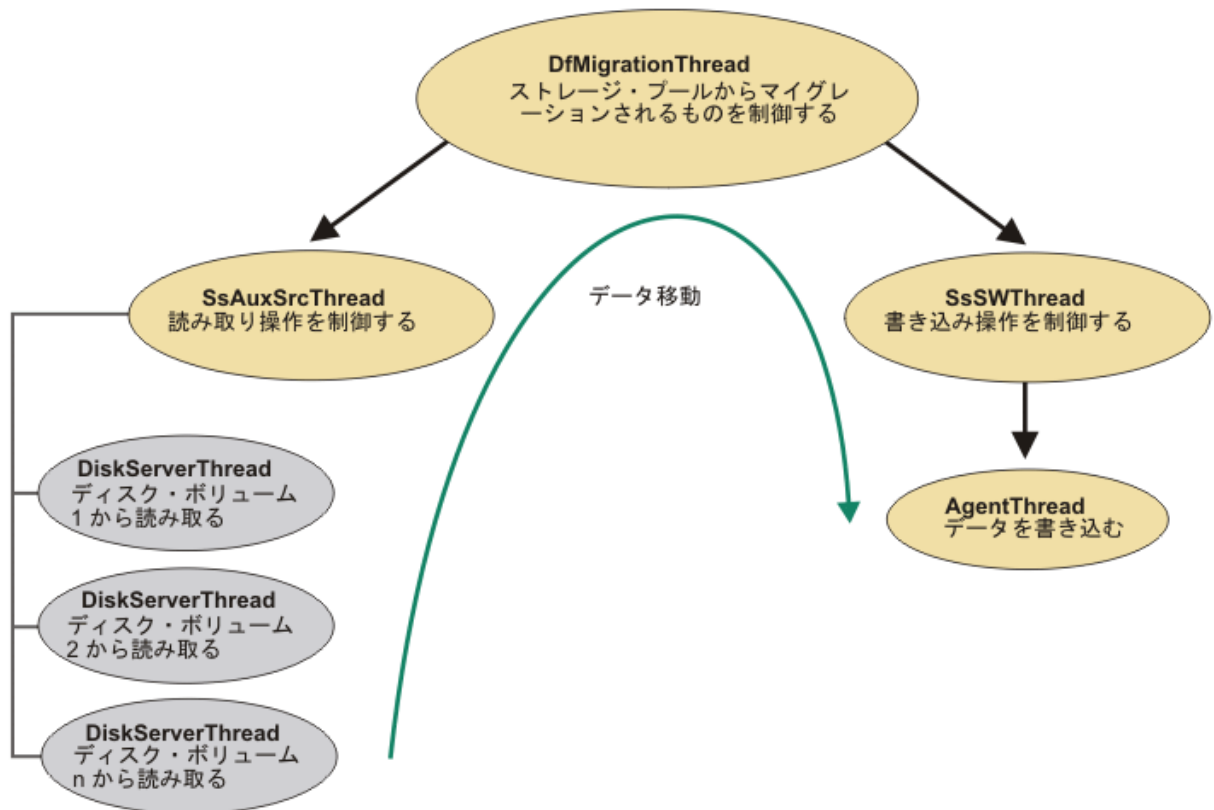 DfMigrationThread
ストレージ・プールからマイグレ
ーションされるものを制御する
SsAuxSrcThread
読み取り操作を制御する
データ移動
SsSWThread
書き込み操作を制御する
DiskServerThread
ディスク・ボリューム
1 から読み取る
AgentThread
データを書き込む
DiskServerThread
ディスク・ボリューム
2 から読み取る
DiskServerThread
ディスク・ボリューム
n から読み取る